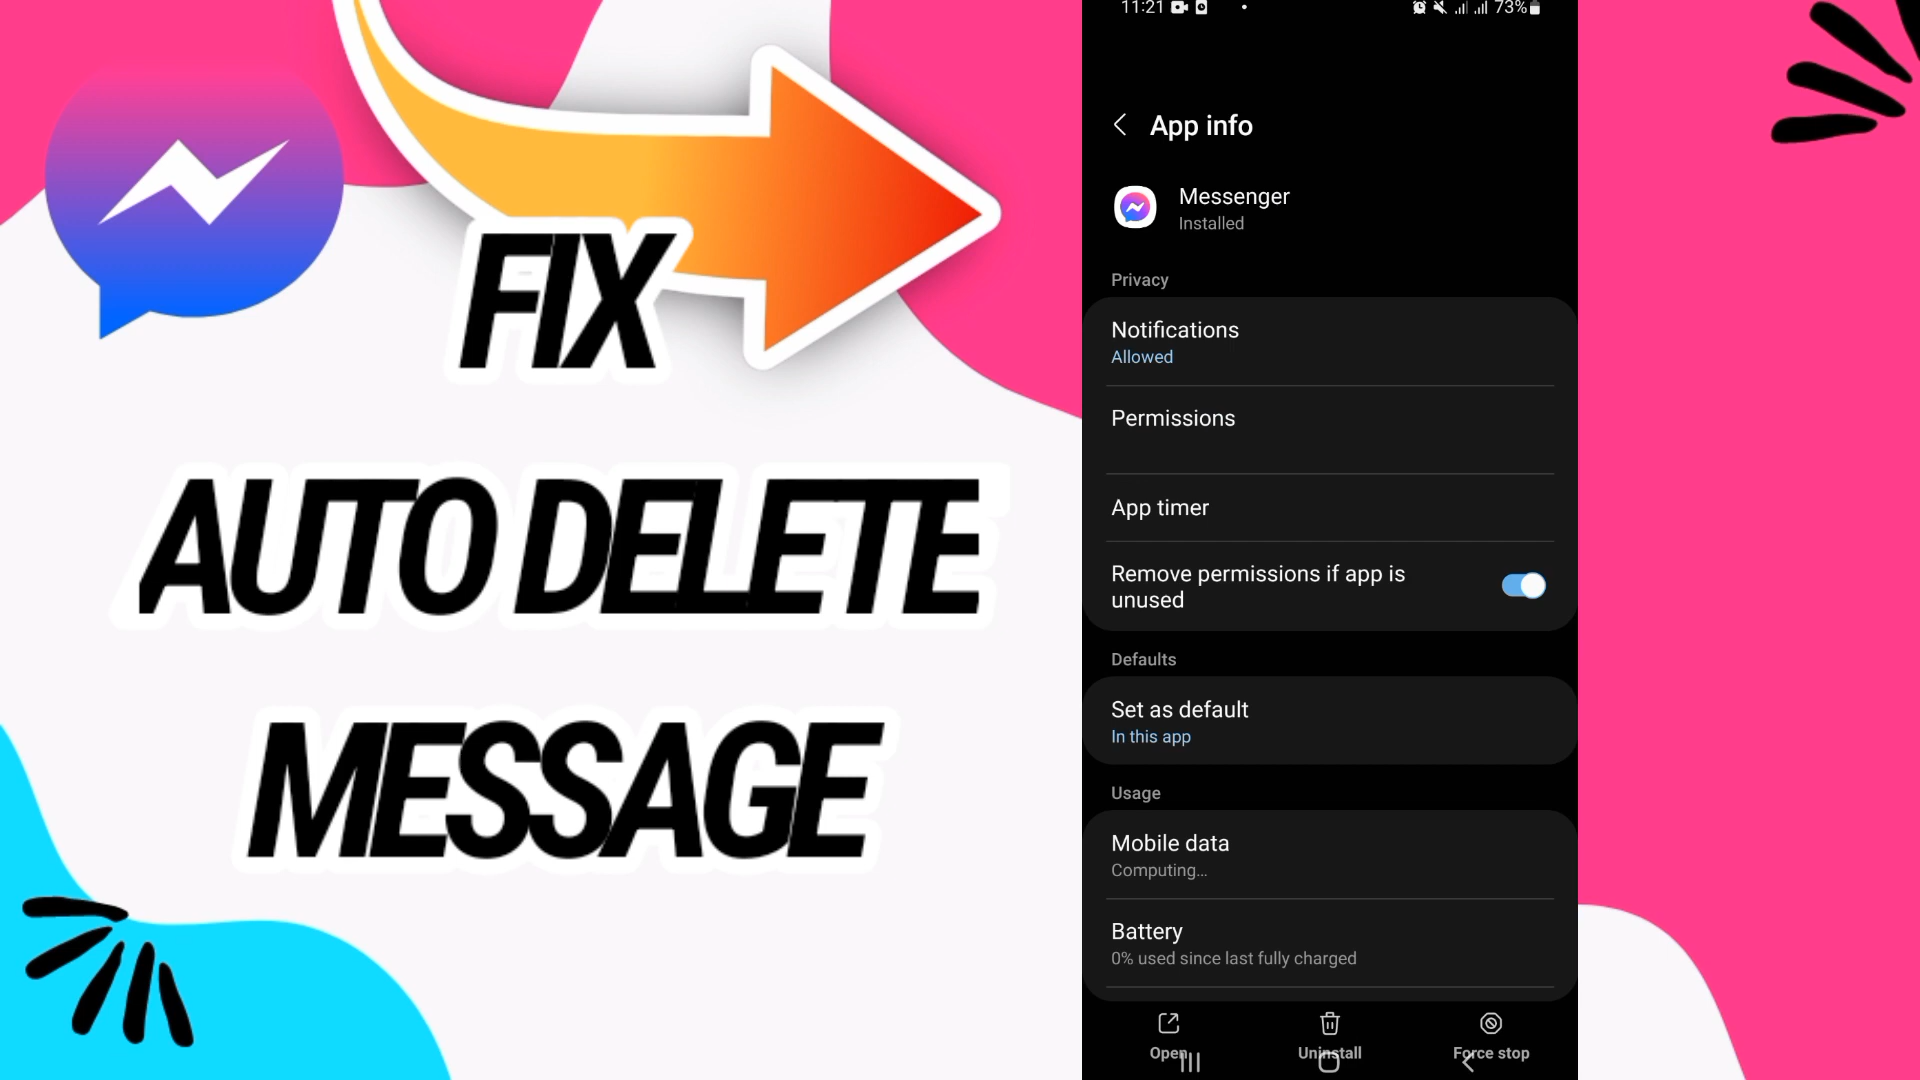 FIX
AUTO DELETE
MESSAGE
11:21
73%
App info
Messenger
Installed
Privacy
Notifications
Allowed
Permissions
App timer
Remove permissions if app is
unused
Defaults
Set as default
In this app
Usage
Mobile data
Computing...
Battery
0% used since last fully charged
Open
Uninstall
Force stop